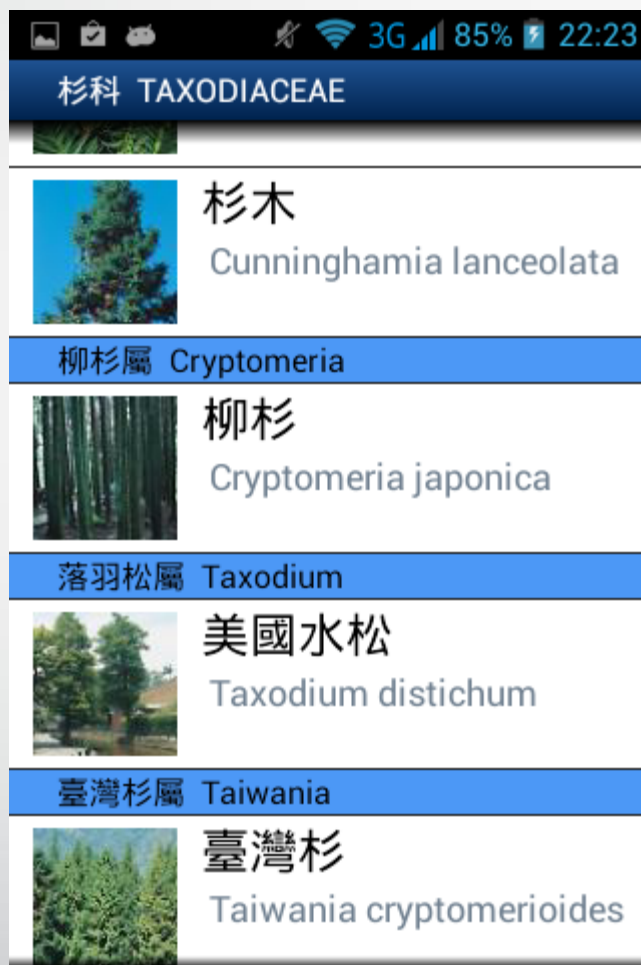 3G 85% 22:23
杉科 TAXODIACEAE
杉木
Cunninghamia lanceolata
柳杉屬 Cryptomeria
柳杉
Cryptomeria japonica
落羽松屬 Taxodium
美國水松
Taxodium distichum
臺灣杉屬 Taiwania
臺灣杉
Taiwania cryptomerioides